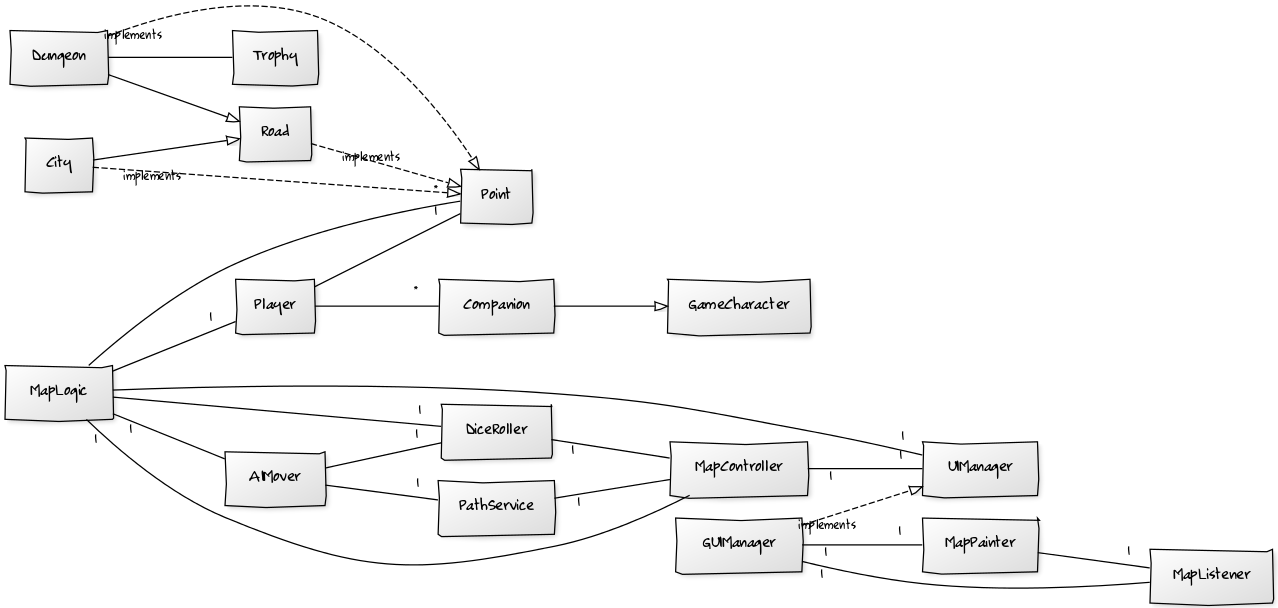 implements
Dungeon
Trophy
Road
City
implements
implements
*
Point
1
Player
*
Companion
GameCharacter
1
MapLogic
1
DiceRoller
1
1
1
1
1
MapController
1
1
UIManager
AIMover
1
PathService
1
implements
GUIManager
1
MapPainter
1
1
1
MapListener